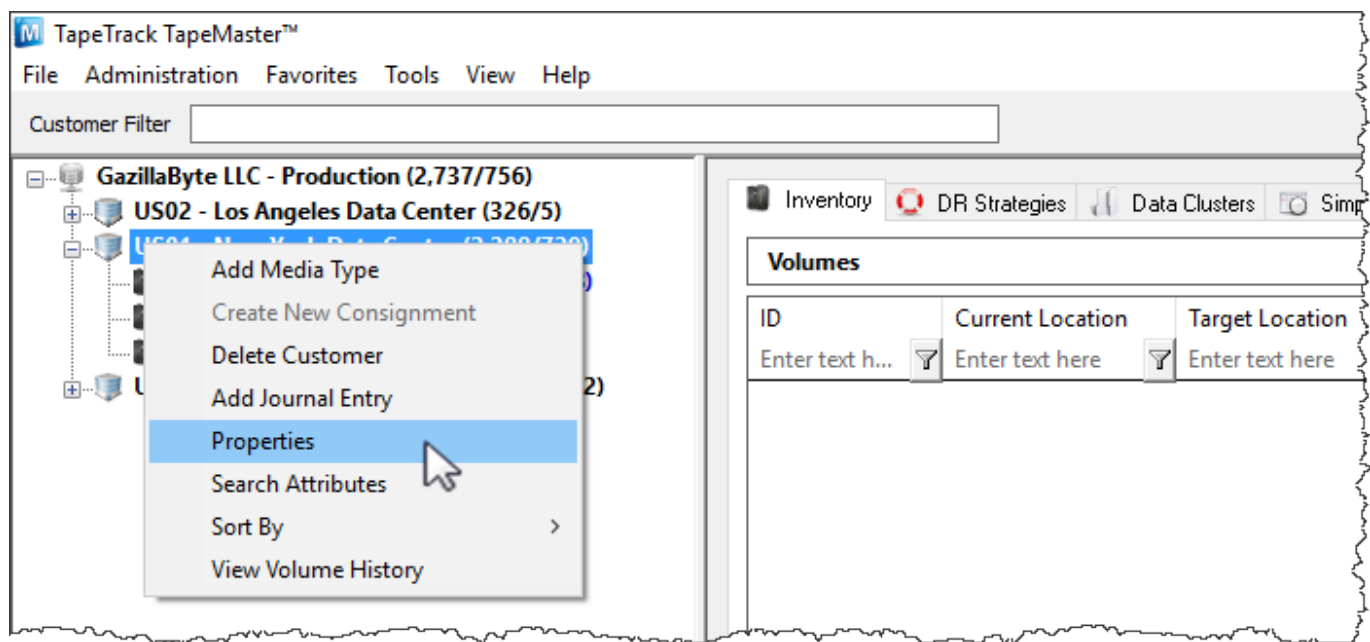 TapeTrack TapeMaster™
File Administration Favorites Tools View Help
Customer Filter
GazillaByte LLC - Production (2,737/756)
US02 - Los Angeles Data Center (326/5)
Inventory DR Strategies Data Clusters Simp
Volumes
ID Current Location Target Location
Enter text h... Enter text here Enter text here
2)
Add Media Type
Create New Consignment
Delete Customer
Add Journal Entry
Properties
Search Attributes
Sort By >
View Volume History